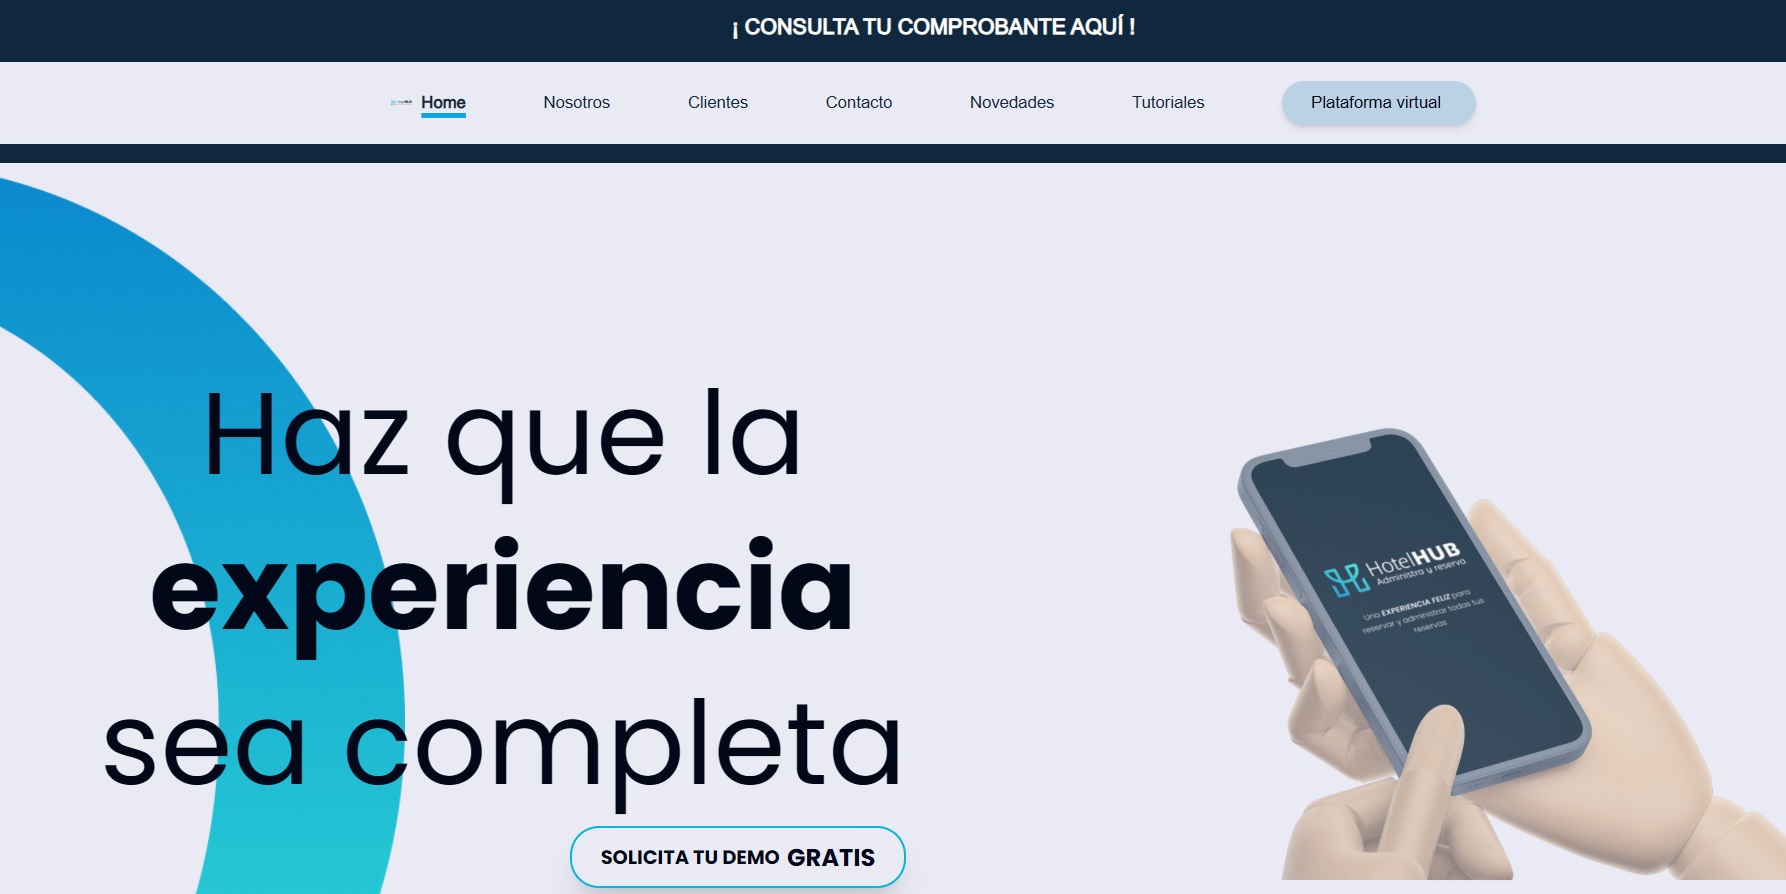 ¡ CONSULTA TU COMPROBANTE AQUÍ !
Home Nosotros Clientes Contacto Novedades Tutoriales Plataforma virtual
Haz que la
experiencia
sea completa
SOLICITA TU DEMO GRATIS
HotelHUB
Administra y reserva
Una EXPERIENCIA FELIZ para
reservar y administrar todas tus
reservas